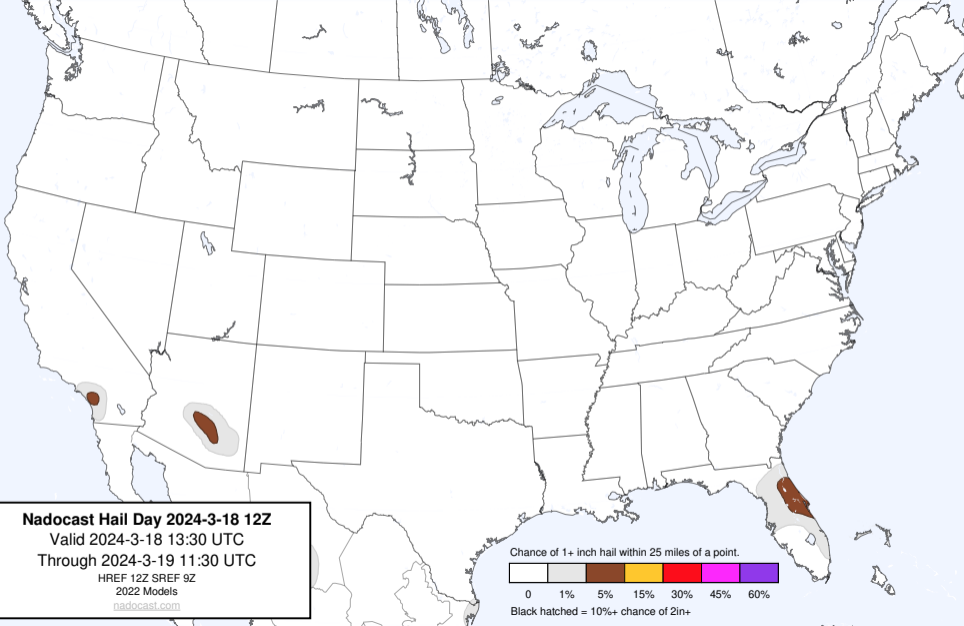 Nadocast Hail Day 2024-3-18 12Z
Valid 2024-3-18 13:30 UTC
Through 2024-3-19 11:30 UTC
HREF 12Z SREF 9Z
2022 Models
nadocast.com
Chance of 1+ inch hail within 25 miles of a point.
0 1% 5% 15% 30% 45% 60%
Black hatched = 10%+ chance of 2in+